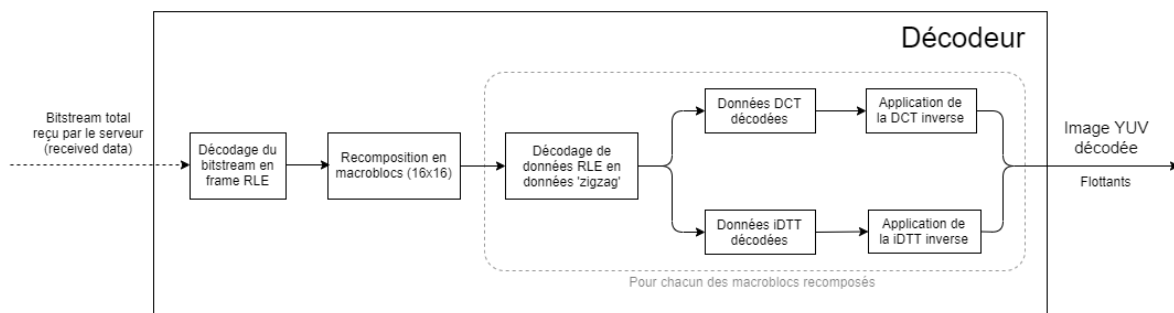 Décodeur
Bitstream total
reçu par le serveur
(received data)
Décodage du
bitstream en
frame RLE
Recomposition en
macroblocs (16x16)
Décodage de
données RLE en
données 'zigzag'
Données DCT
décodées
Application de
la DCT inverse
Données iDTT
décodées
Application de
la iDTT inverse
Pour chacun des macroblocs recomposés
Image YUV
décodée
Flottants